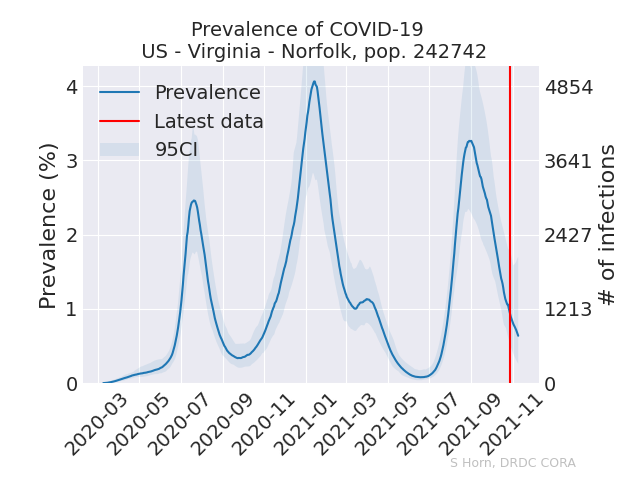 Prevalence of COVID-19
US - Virginia - Norfolk, pop. 242742
Prevalence
Latest data
95CI
Prevalence (%)
4
3
2
1
0
4854
3641
2427
1213
0
# of infections
2020-03
2020-05
2020-07
2020-09
2020-11
2021-01
2021-03
2021-05
2021-07
2021-09
2021-11
S Horn, DRDC CORA